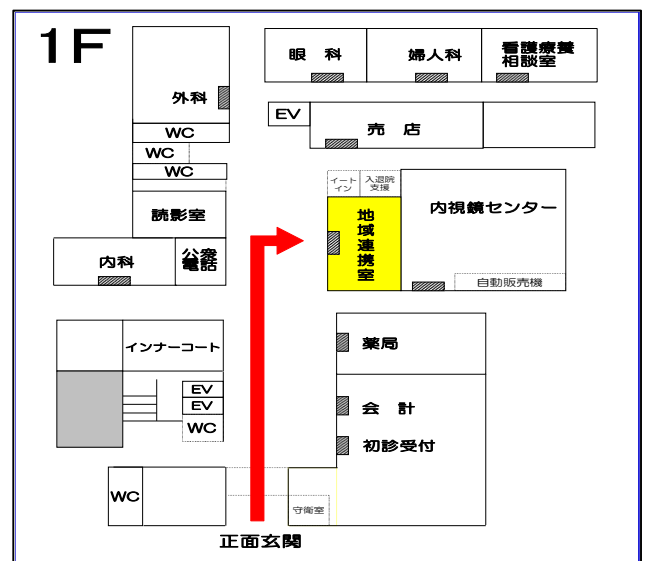 1F
眼 科
婦人科
看護療養
相談室
外科
EV
売 店
WC
WC
WC
イート
イン
入退院
支援
読影室
地
域
連
携
室
内視鏡センター
内科
公衆
電話
自動販売機
インナーコート
薬局
EV
EV
WC
会 計
初診受付
WC
守衛室
正面玄関